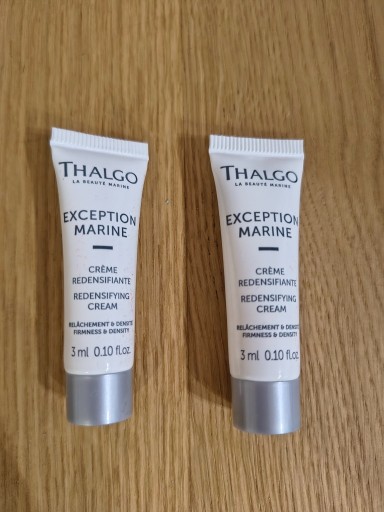 THALGO
LA BEAUTÉ MARINE
EXCEPTION
MARINE
CRÈME
REDENSIFIANTE
REDENSIFYING
CREAM
RELÂCHEMENT & DENSITÉ
FIRMNESS & DENSITY
3 ml 0.10 fl.oz.
THALGO
LA BEAUTÉ MARINE
EXCEPTION
MARINE
CRÈME
REDENSIFIANTE
REDENSIFYING
CREAM
RELÂCHEMENT & DENSITÉ
FIRMNESS & DENSITY
3 ml 0.10 fl.oz.